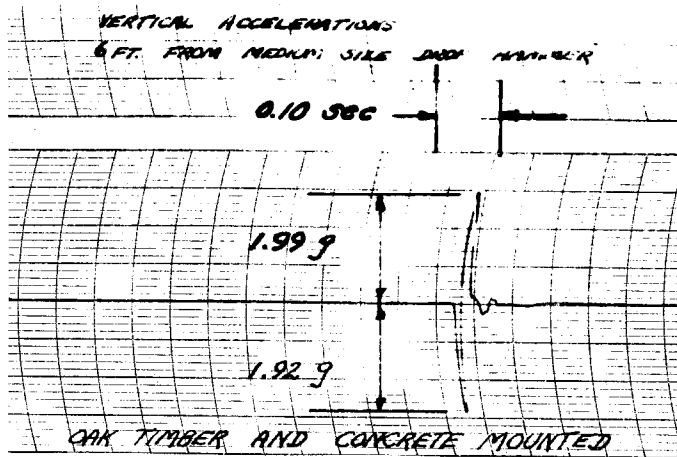 VERTICAL ACCELERATIONS
6 FT. FROM MEDIUM SIZE DROP HAMMER
0.10 SEC
1.99 g
1.92 g
OAK TIMBER AND CONCRETE MOUNTED